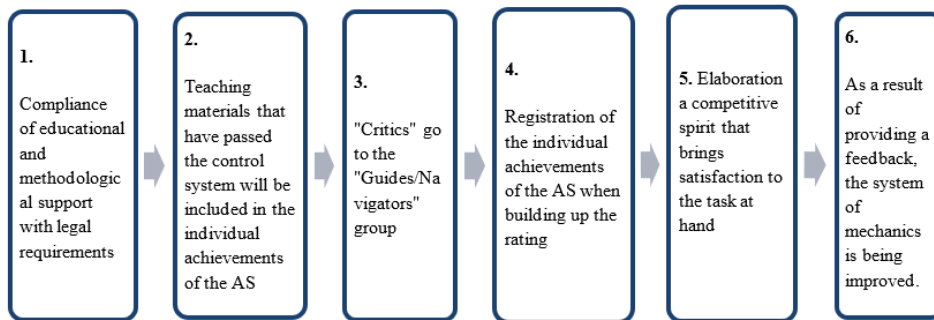 1.
Compliance
of educational
and
methodologic
al support
with legal
requirements
2.
Teaching
materials that
have passed
the control
system will be
included in the
individual
achievements
of the AS
3.
"Critics" go to
the
"Guides/Na
vigators"
group
4.
Registration of
the individual
achievements
of the AS when
building up the
rating
5. Elaboration
a competitive
spirit that
brings
satisfaction to
the task at
hand
6.
As a result
of
providing a
feedback,
the system
of
mechanics
is being
improved.